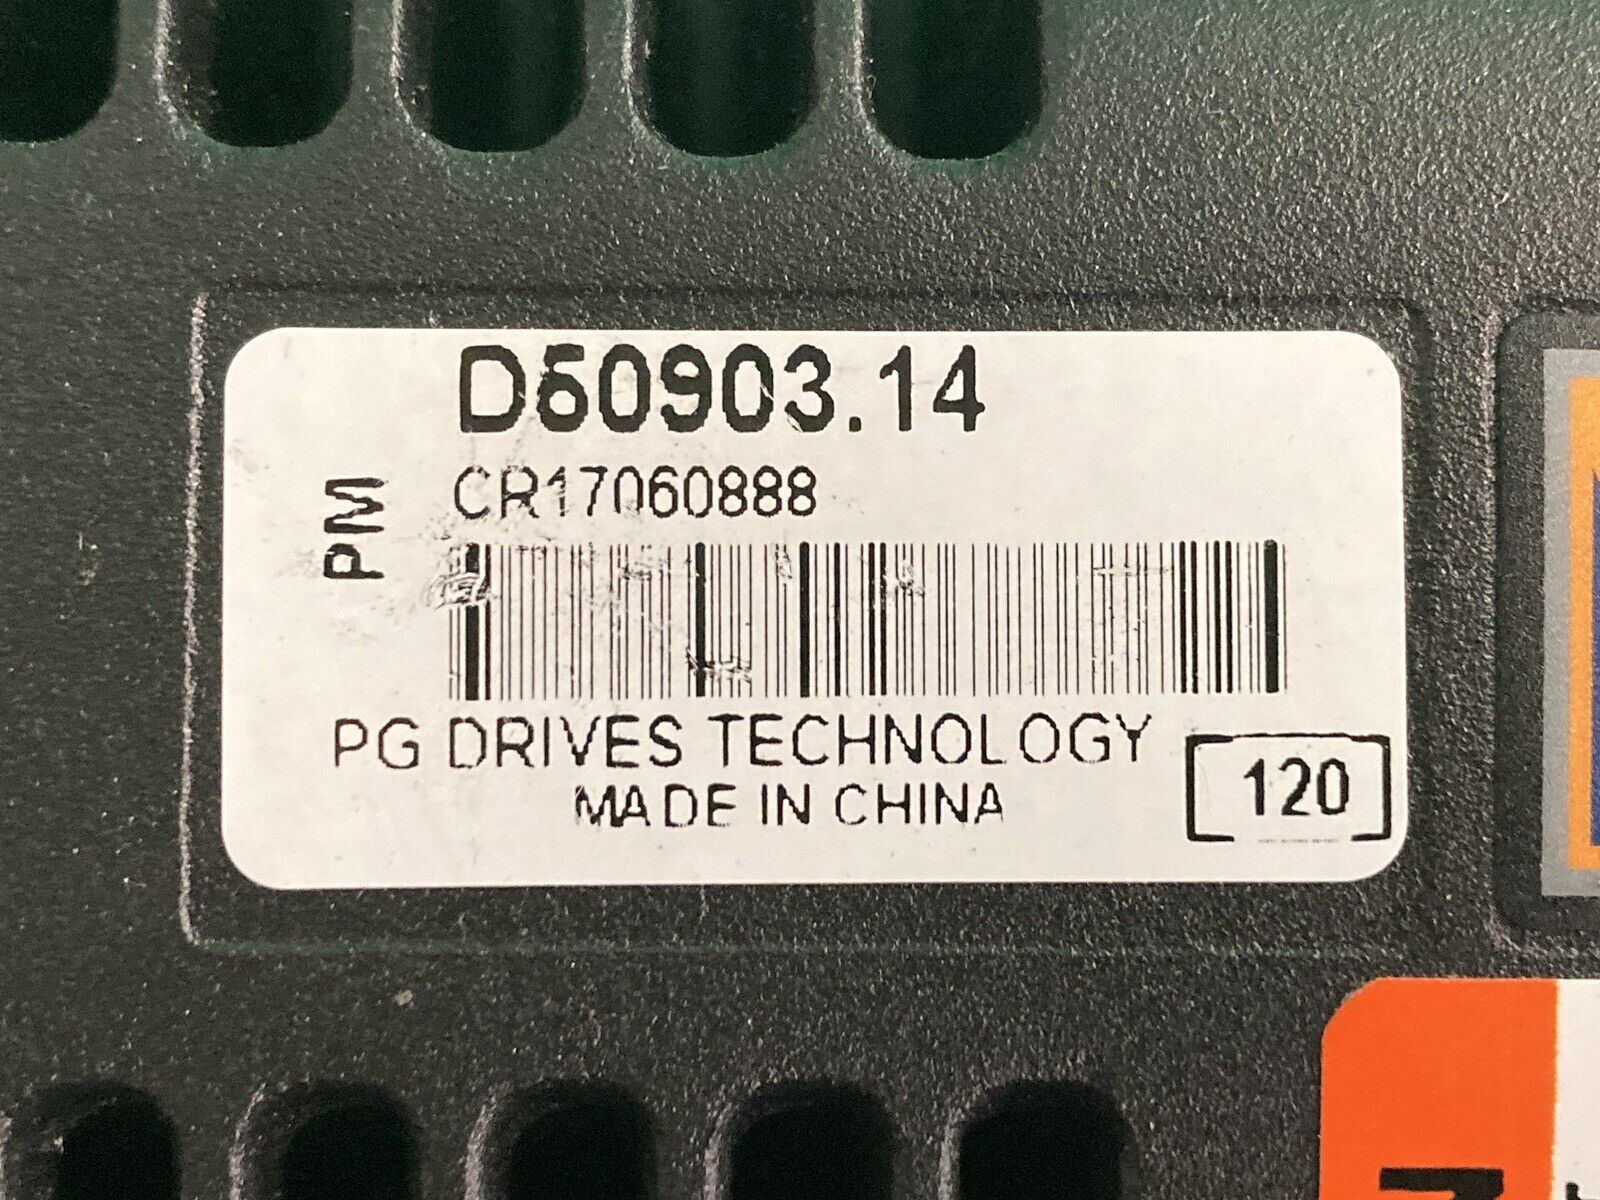 D50903.14
CR17060888
PM
PG DRIVES TECHNOLOGY
MADE IN CHINA
[120]